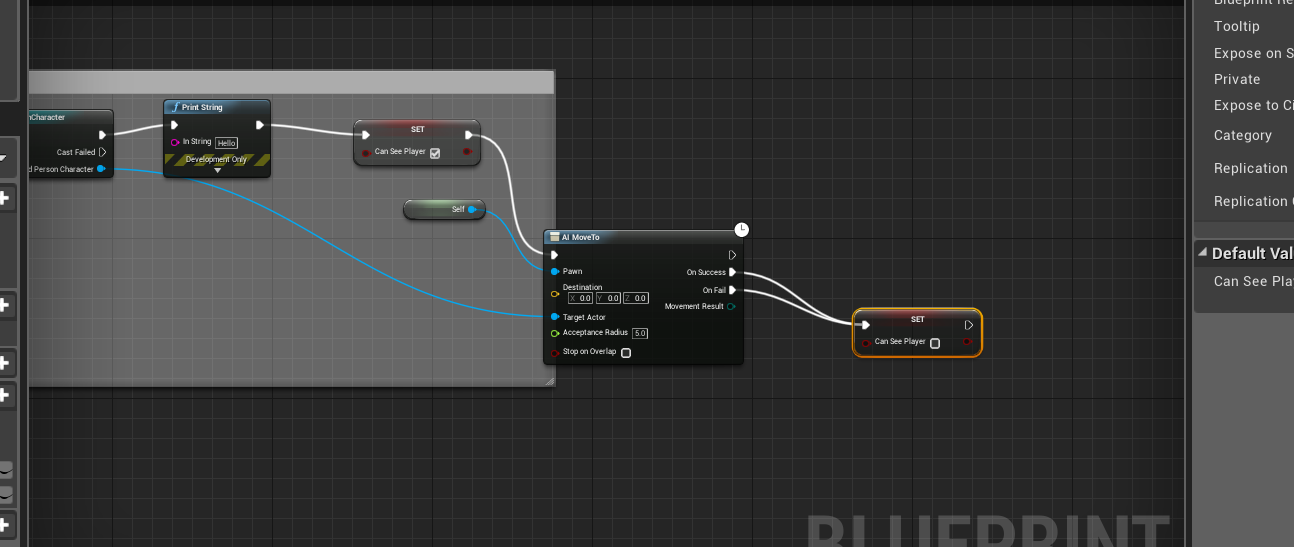 Tooltip
Expose on S
Private
Expose to Ci
Category
Replication
Replication
Default Val
Can See Pla
nCharacter
Cast Failed
d Person Character
f Print String
In String Hello
Development Only
SET
Can See Player
Self
AI MoveTo
Pawn
Destination
X 0.0 Y 0.0 Z 0.0
Target Actor
Acceptance Radius 5.0
Stop on Overlap
On Success
On Fail
Movement Result
SET
Can See Player
BLUEPRINT